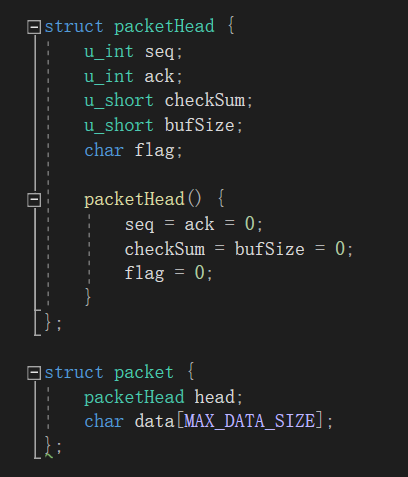 struct packetHead {
u_int seq;
u_int ack;
u_short checkSum;
u_short bufSize;
char flag;
packetHead() {
seq = ack = 0;
checkSum = bufSize = 0;
flag = 0;
}
};
struct packet {
packetHead head;
char data[MAX_DATA_SIZE];
};